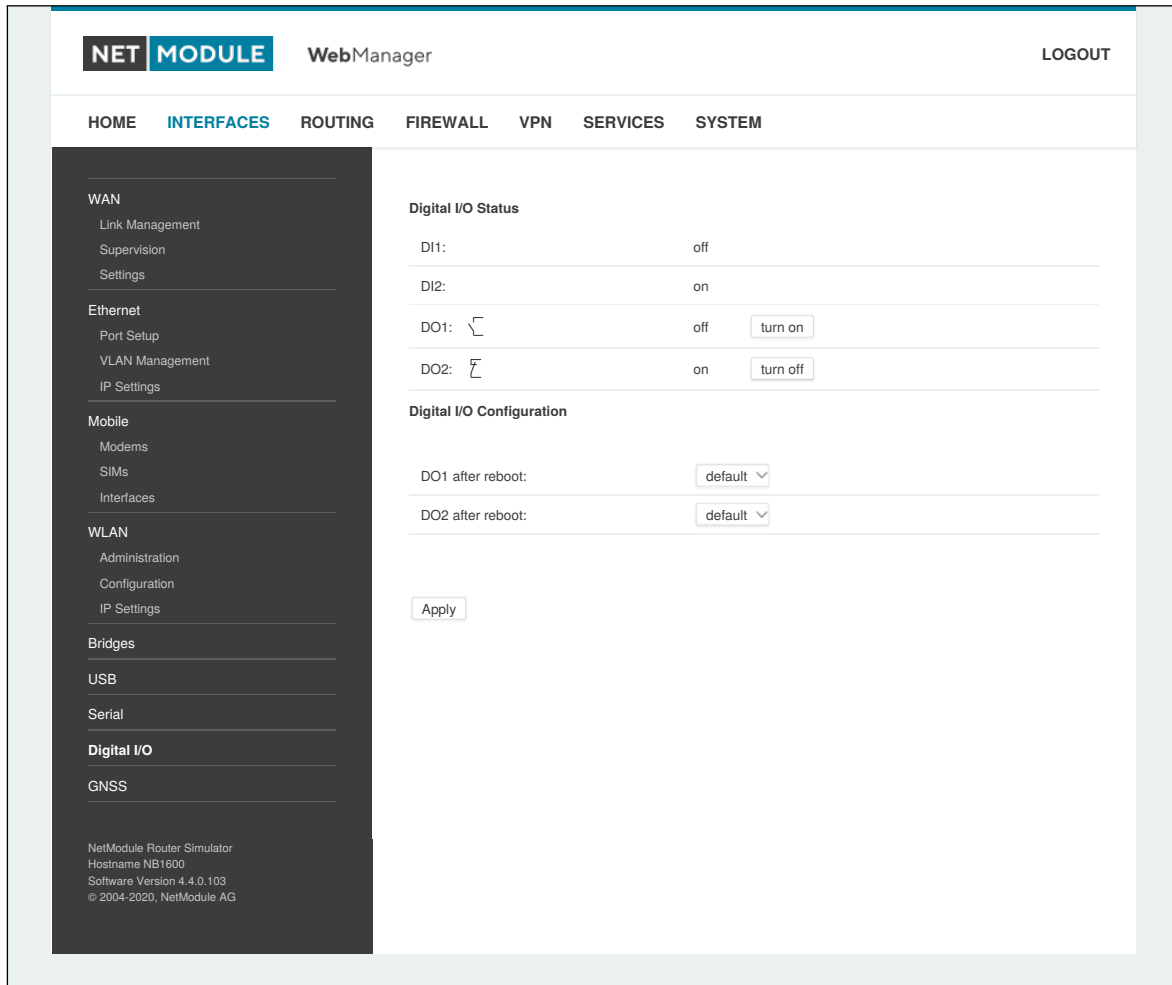 NET MODULE WebManager LOGOUT
HOME INTERFACES ROUTING FIREWALL VPN SERVICES SYSTEM
WAN
Link Management
Supervision
Settings
Ethernet
Port Setup
VLAN Management
IP Settings
Mobile
Modems
SIMs
Interfaces
WLAN
Administration
Configuration
IP Settings
Bridges
USB
Serial
Digital I/O
GNSS
NetModule Router Simulator
Hostname NB1600
Software Version 4.4.0.103
© 2004-2020, NetModule AG
Digital I/O Status
DI1: off
DI2: on
DO1: off turn on
DO2: on turn off
Digital I/O Configuration
DO1 after reboot: default
DO2 after reboot: default
Apply